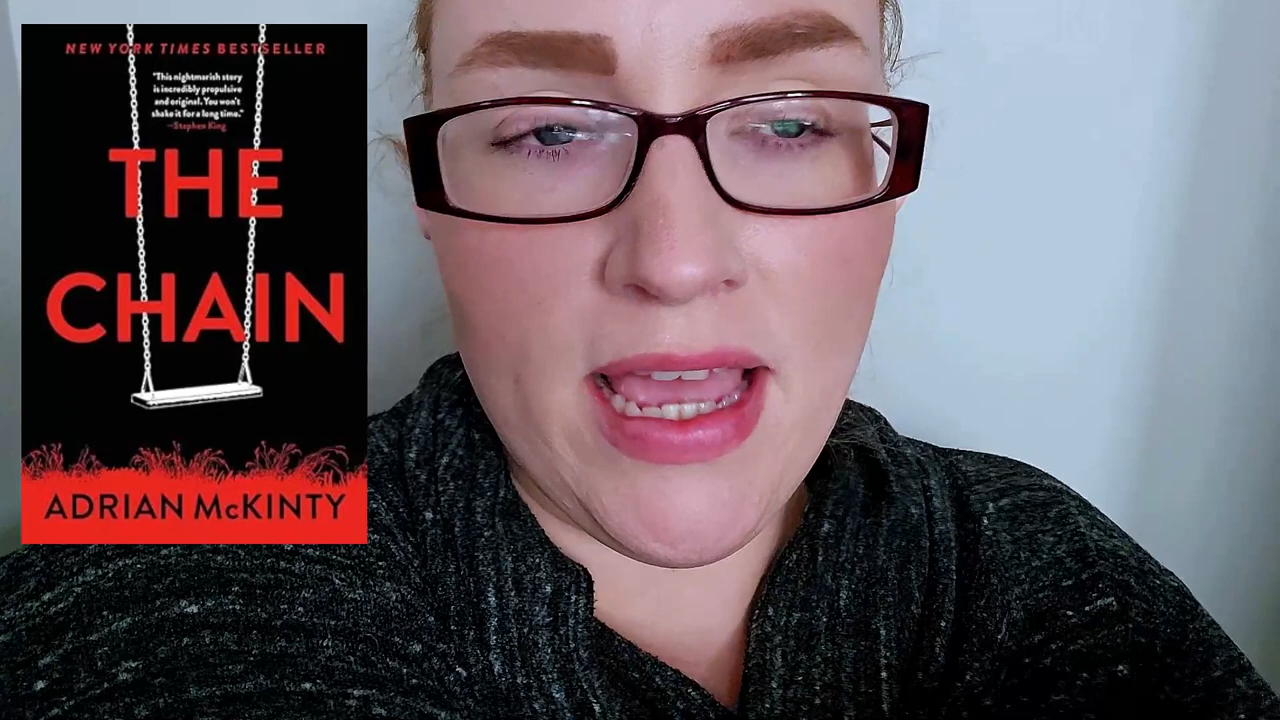 NEW YORK TIMES BESTSELLER
"This nightmarish story
is incredibly propulsive
and original. You won't
shake it for a long time."
—Stephen King
THE
CHAIN
ADRIAN McKINTY